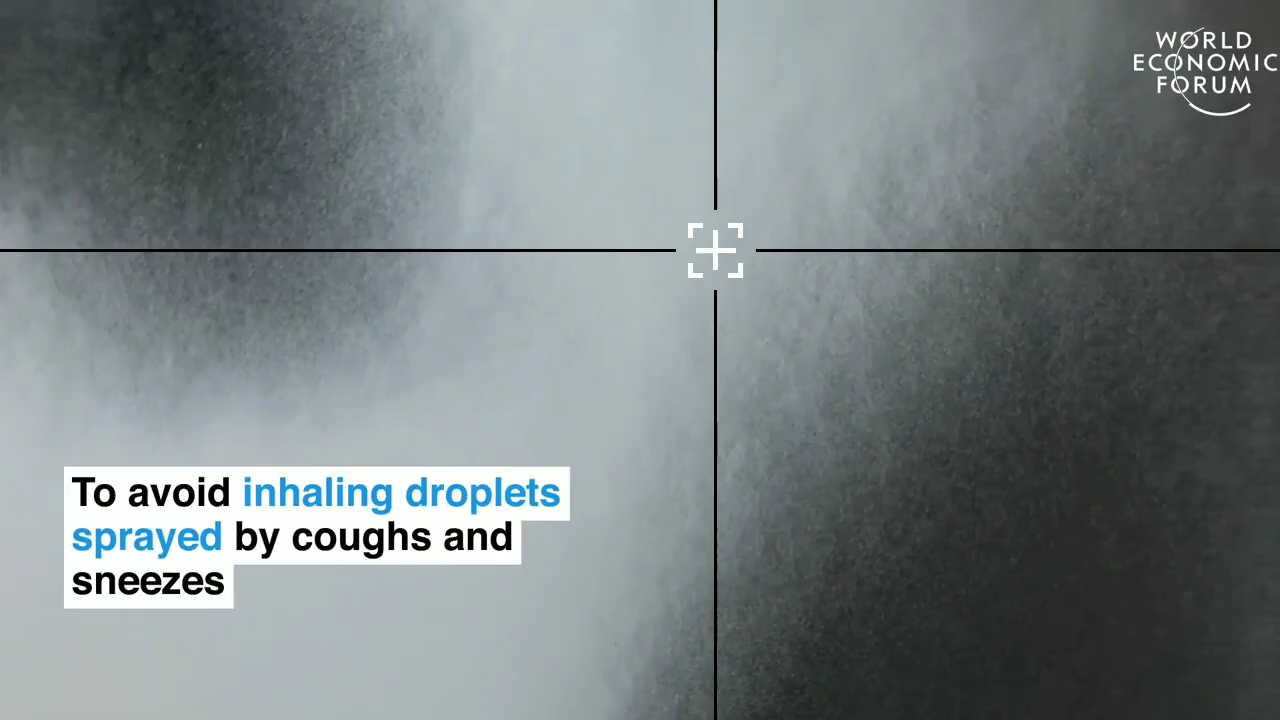 WORLD
ECONOMIC
FORUM
To avoid inhaling droplets
sprayed by coughs and
sneezes